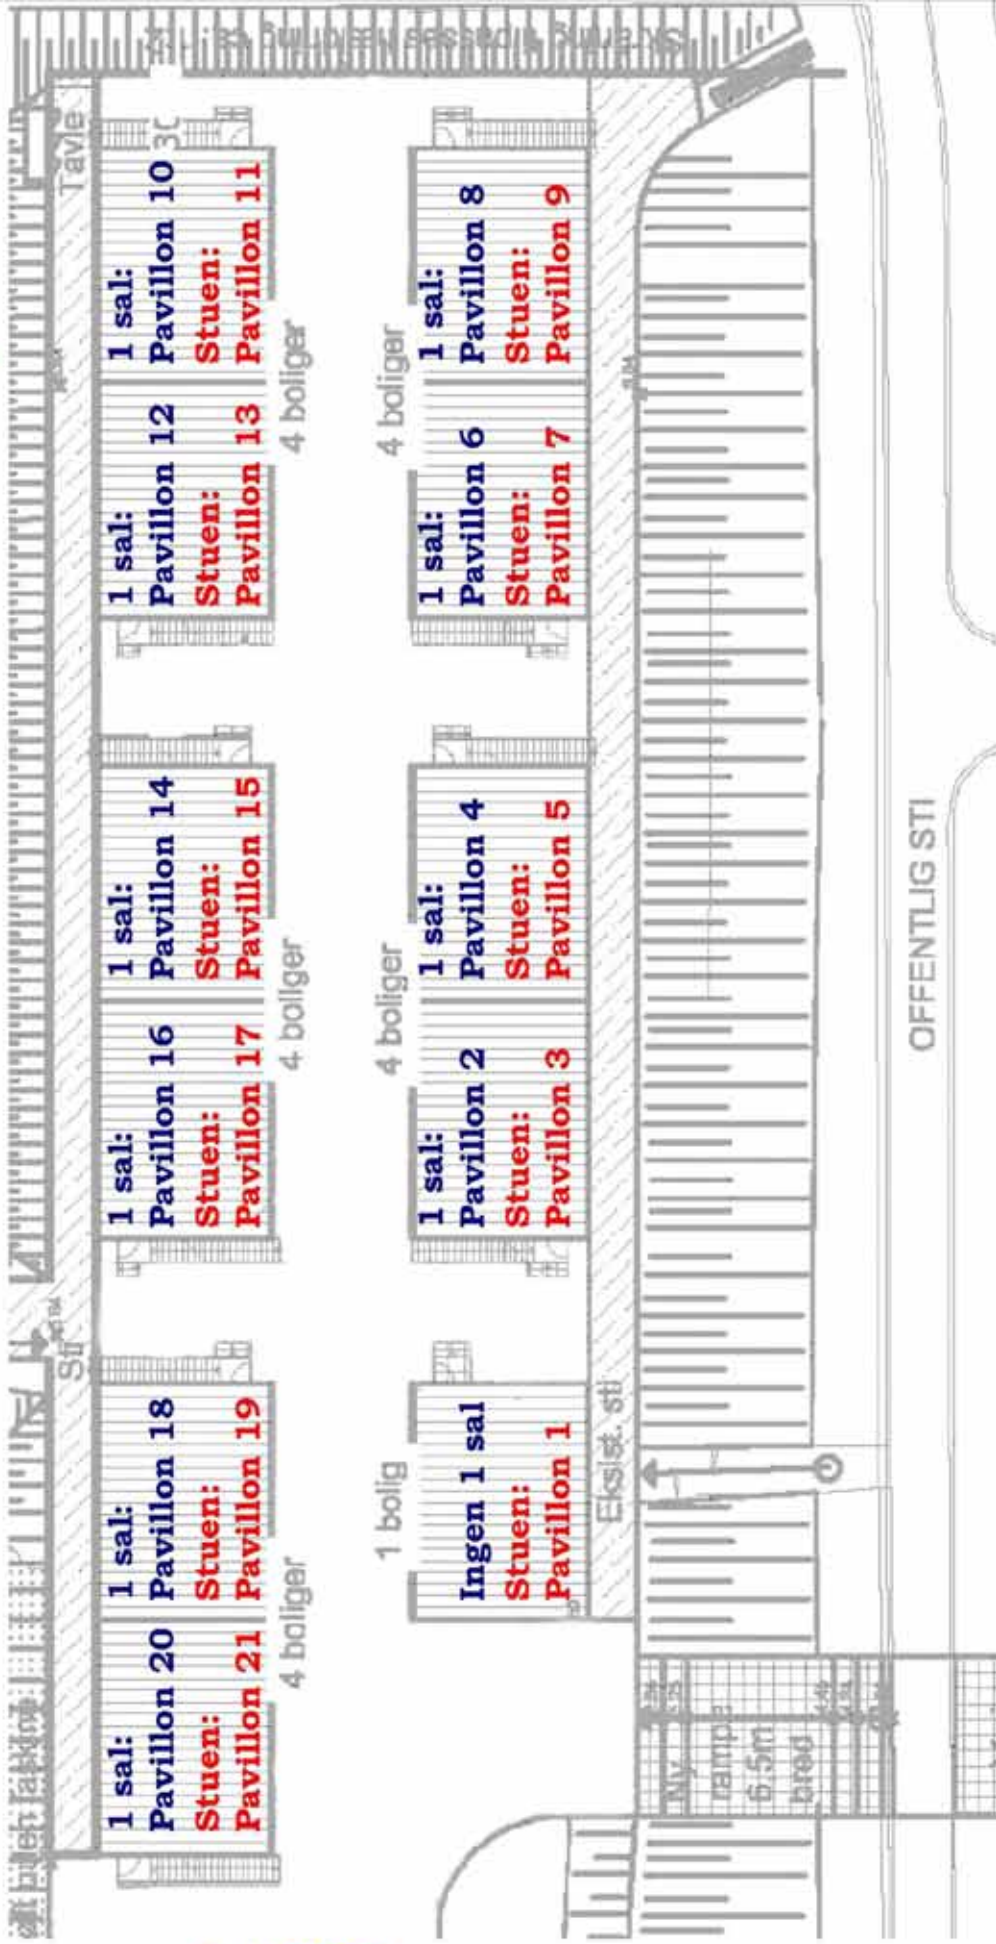 1 sal:
Pavillon 20
Stuen:
Pavillon 21
1 sal:
Pavillon 18
Stuen:
Pavillon 19
4 boliger
1 sal:
Pavillon 16
Stuen:
Pavillon 17
1 sal:
Pavillon 14
Stuen:
Pavillon 15
4 boliger
1 sal:
Pavillon 12
Stuen:
Pavillon 13
1 sal:
Pavillon 10
Stuen:
Pavillon 11
4 boliger
Sti
Tavle
1 bolig
Ingen 1 sal
Stuen:
Pavillon 1
4 boliger
1 sal:
Pavillon 2
Stuen:
Pavillon 3
1 sal:
Pavillon 4
Stuen:
Pavillon 5
4 boliger
1 sal:
Pavillon 6
Stuen:
Pavillon 7
1 sal:
Pavillon 8
Stuen:
Pavillon 9
Eksist. sti
Ny
rampe
6.5m
bred
OFFENTLIG STI